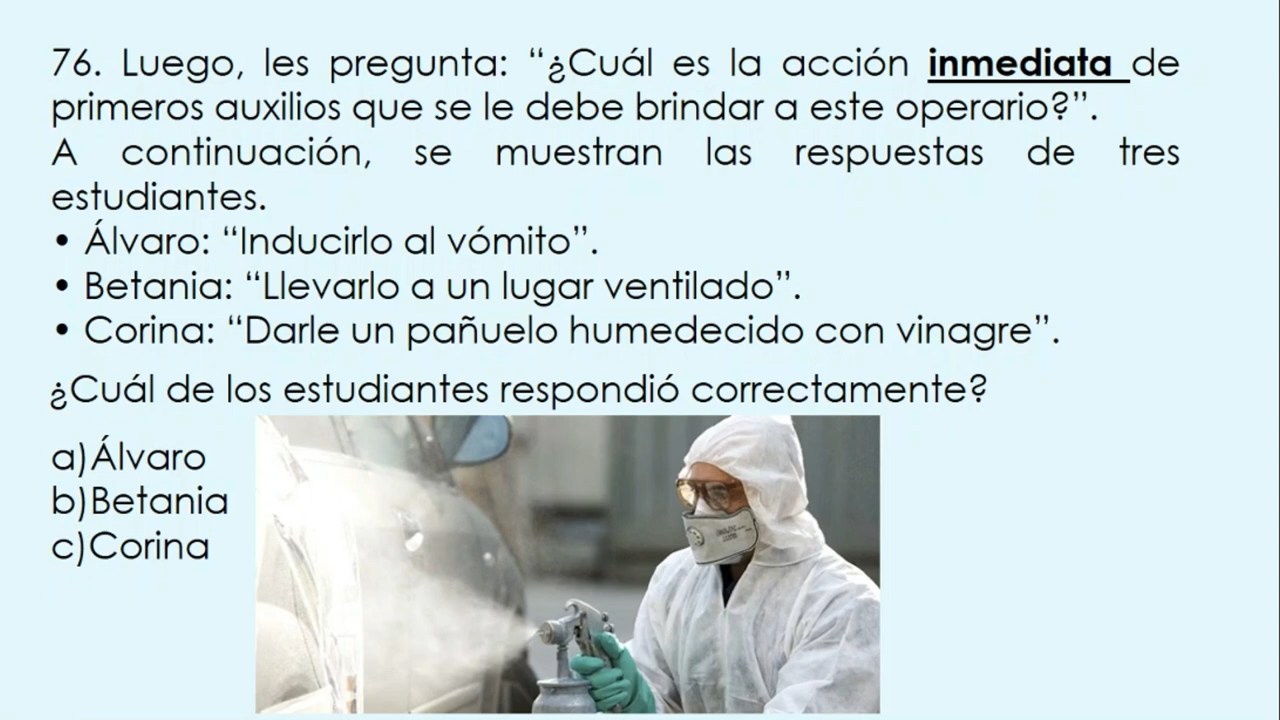 76. Luego, les pregunta: “¿Cuál es la acción inmediata de
primeros auxilios que se le debe brindar a este operario?”.
A continuación, se muestran las respuestas de tres
estudiantes.
• Álvaro: “Inducirlo al vómito”.
• Betania: “Llevarlo a un lugar ventilado”.
• Corina: “Darle un pañuelo humedecido con vinagre”.
¿Cuál de los estudiantes respondió correctamente?
a)Álvaro
b)Betania
c)Corina